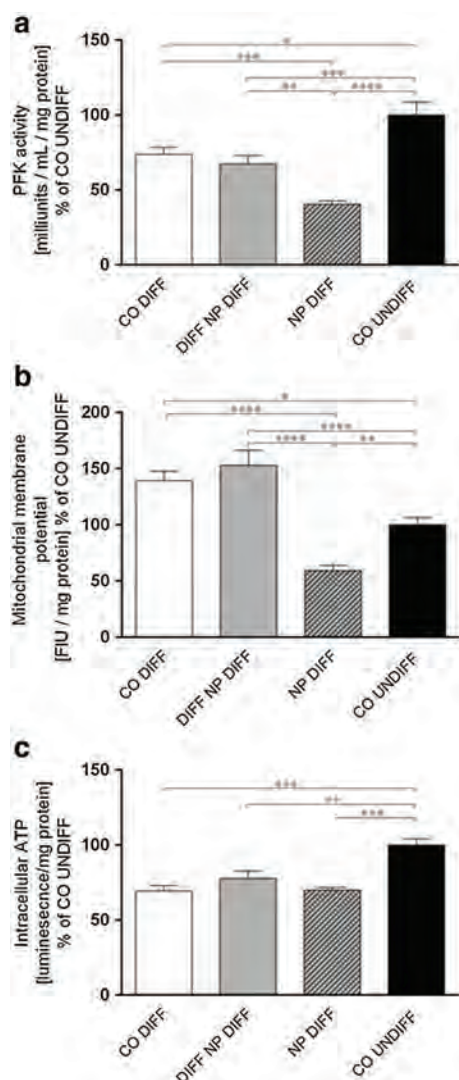 a
150
*
***
***
** ****
100
50
0
PFK activity
[milliunits / mL / mg protein]
% of CO UNDIFF
CO DIFF
DIFF NP DIFF
NP DIFF
CO UNDIFF
b
200
*
****
****
**** **
150
100
50
0
Mitochondrial membrane
potential
[FIU / mg protein] % of CO UNDIFF
CO DIFF
DIFF NP DIFF
NP DIFF
CO UNDIFF
c
150
***
**
***
100
50
0
Intracellular ATP
[luminesecnce/mg protein]
% of CO UNDIFF
CO DIFF
DIFF NP DIFF
NP DIFF
CO UNDIFF